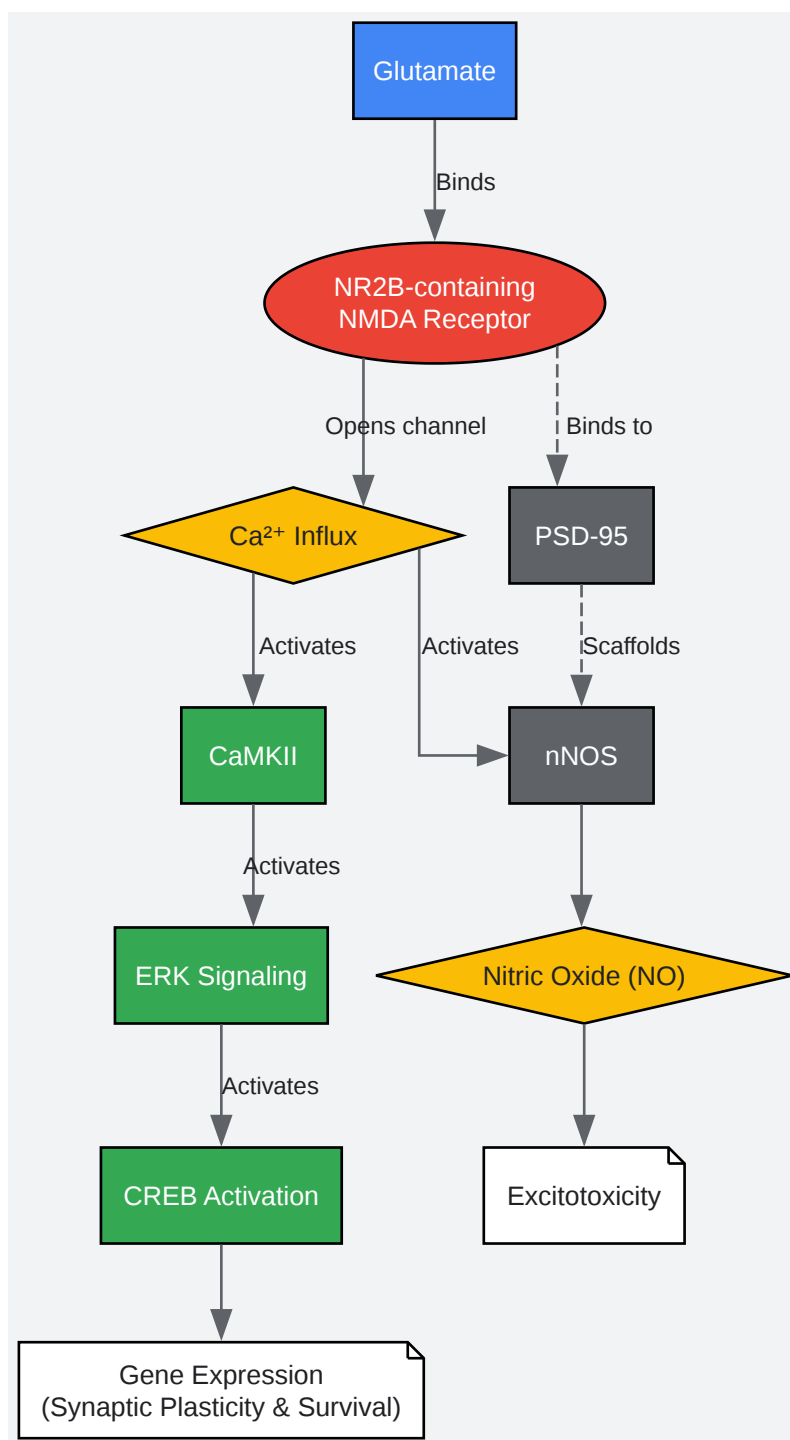 Glutamate
Binds
NR2B-containing
NMDA Receptor
Opens channel
Binds to
Ca²⁺ Influx
PSD-95
Activates
Activates
Scaffolds
CaMKII
nNOS
Activates
ERK Signaling
Nitric Oxide (NO)
Activates
CREB Activation
Excitotoxicity
Gene Expression
(Synaptic Plasticity & Survival)